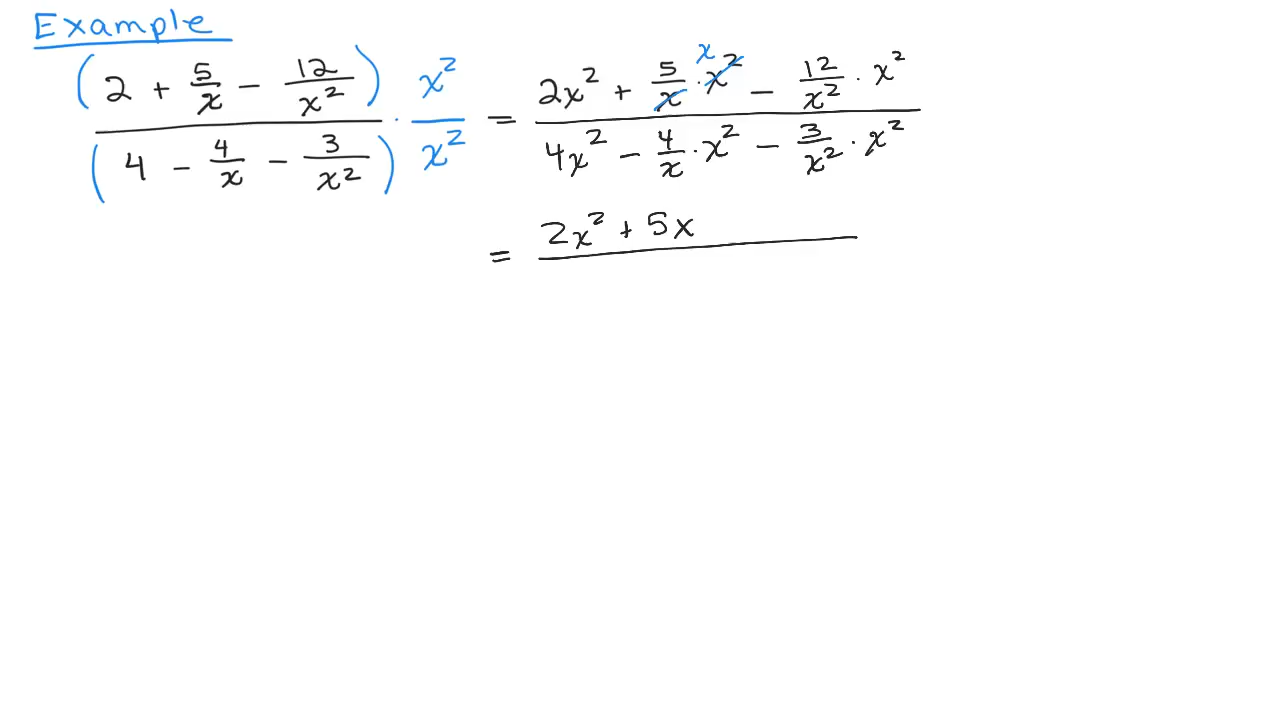 Example
(2 + 5/x − 12/x²) / (4 − 4/x − 3/x²) · x²/x² = (2x² + 5/x · x² x − 12/x² · x²) / (4x² − 4/x · x² − 3/x² · x²)
= 2x² + 5x